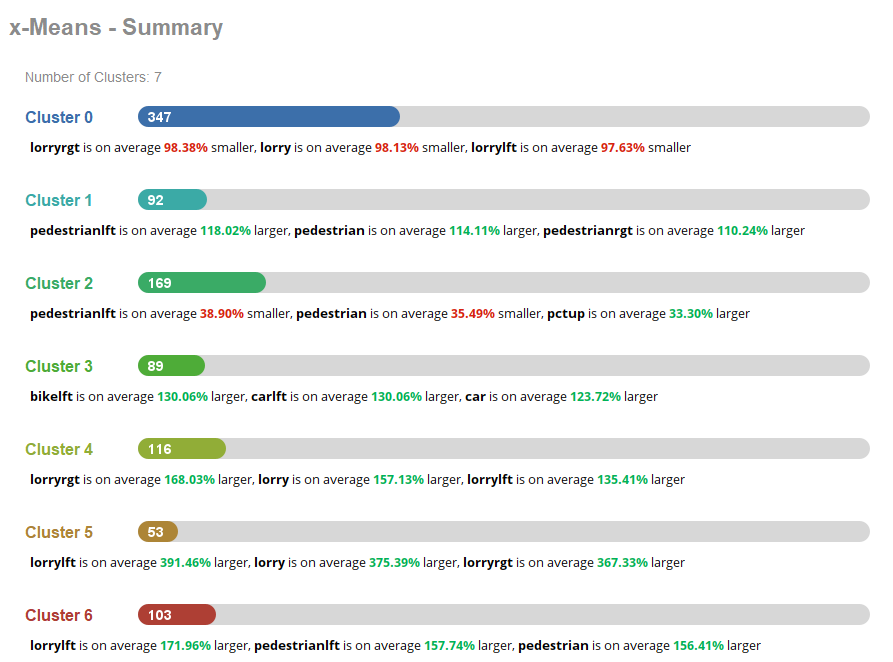 x-Means - Summary
Number of Clusters: 7
Cluster 0 347
lorryrgt is on average 98.38% smaller, lorry is on average 98.13% smaller, lorrylft is on average 97.63% smaller
Cluster 1 92
pedestrianlft is on average 118.02% larger, pedestrian is on average 114.11% larger, pedestrianrgt is on average 110.24% larger
Cluster 2 169
pedestrianlft is on average 38.90% smaller, pedestrian is on average 35.49% smaller, pctup is on average 33.30% larger
Cluster 3 89
bikelft is on average 130.06% larger, carlft is on average 130.06% larger, car is on average 123.72% larger
Cluster 4 116
lorryrgt is on average 168.03% larger, lorry is on average 157.13% larger, lorrylft is on average 135.41% larger
Cluster 5 53
lorrylft is on average 391.46% larger, lorry is on average 375.39% larger, lorryrgt is on average 367.33% larger
Cluster 6 103
lorrylft is on average 171.96% larger, pedestrianlft is on average 157.74% larger, pedestrian is on average 156.41% larger